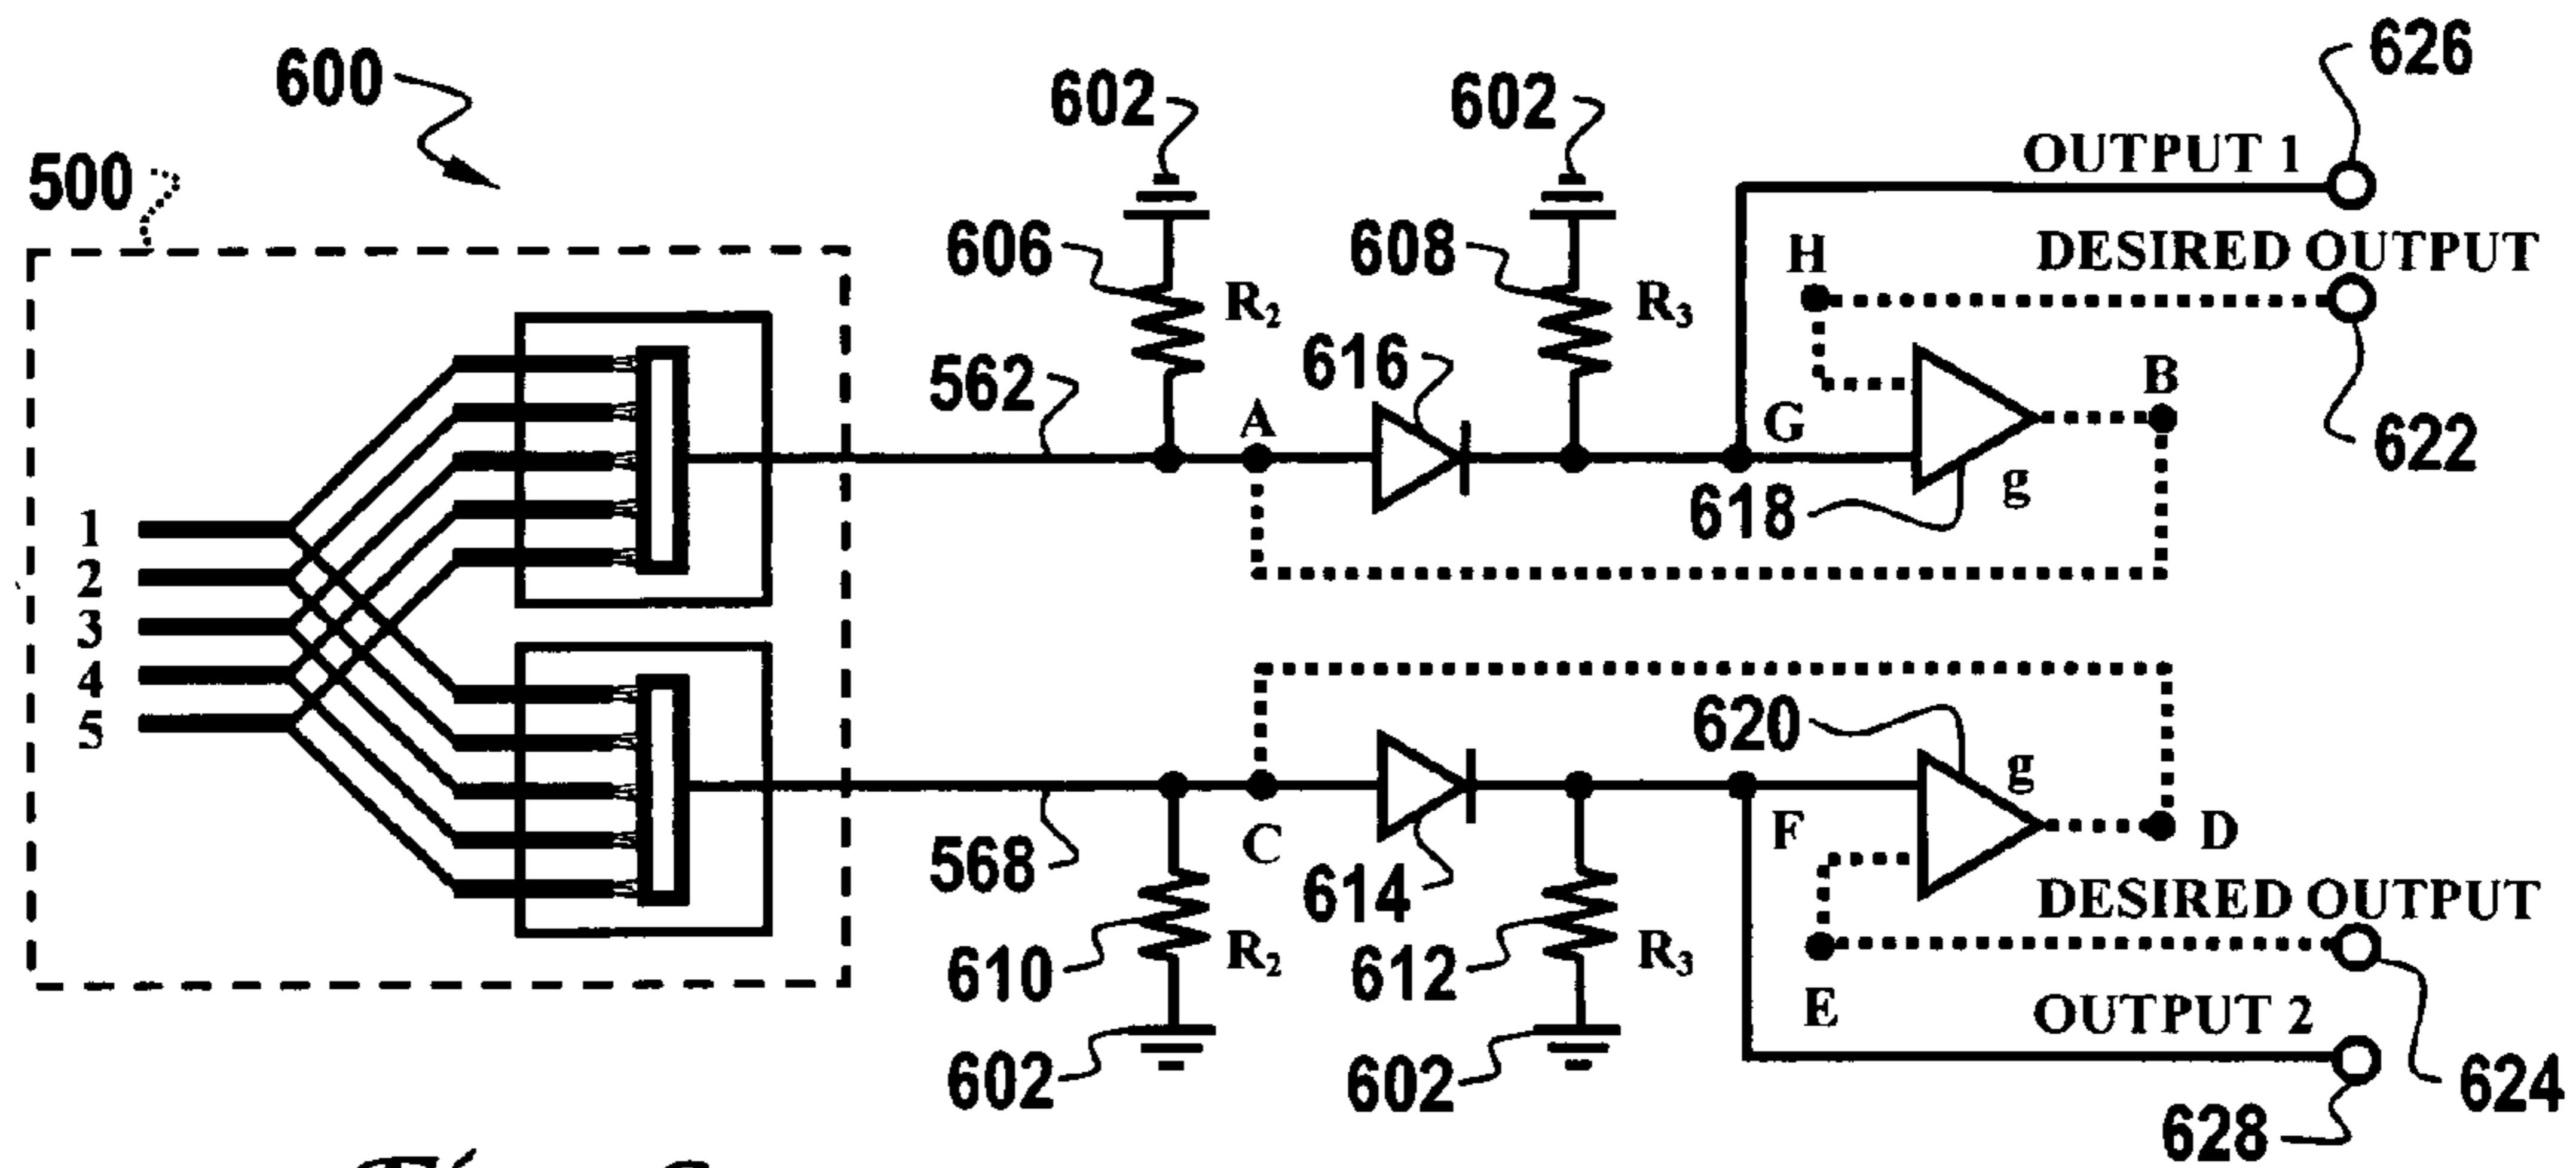 600
602
602
626
500
OUTPUT 1
606
R2
608
R3
H
DESIRED OUTPUT
616
562
A
G
B
622
618
g
1
2
3
4
5
620
g
568
C
614
F
D
DESIRED OUTPUT
610
R2
612
R3
E
OUTPUT 2
602
602
624
628